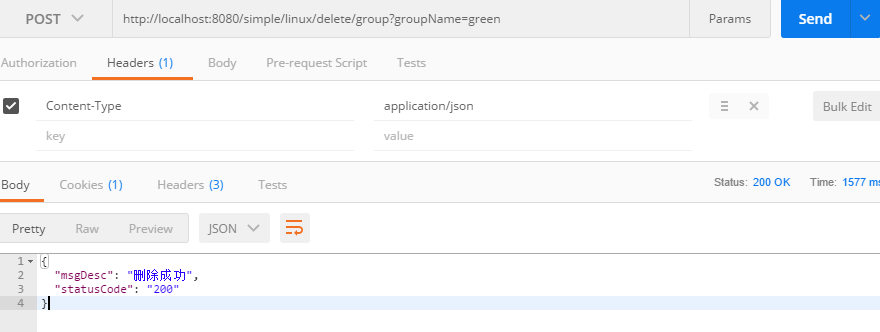 POST http://localhost:8080/simple/linux/delete/group?groupName=green Params Send
Authorization Headers (1) Body Pre-request Script Tests
Content-Type application/json Bulk Edit
key value
Body Cookies (1) Headers (3) Tests Status: 200 OK Time: 1577 ms
Pretty Raw Preview JSON
1 {
2 "msgDesc": "删除成功",
3 "statusCode": "200"
4 }